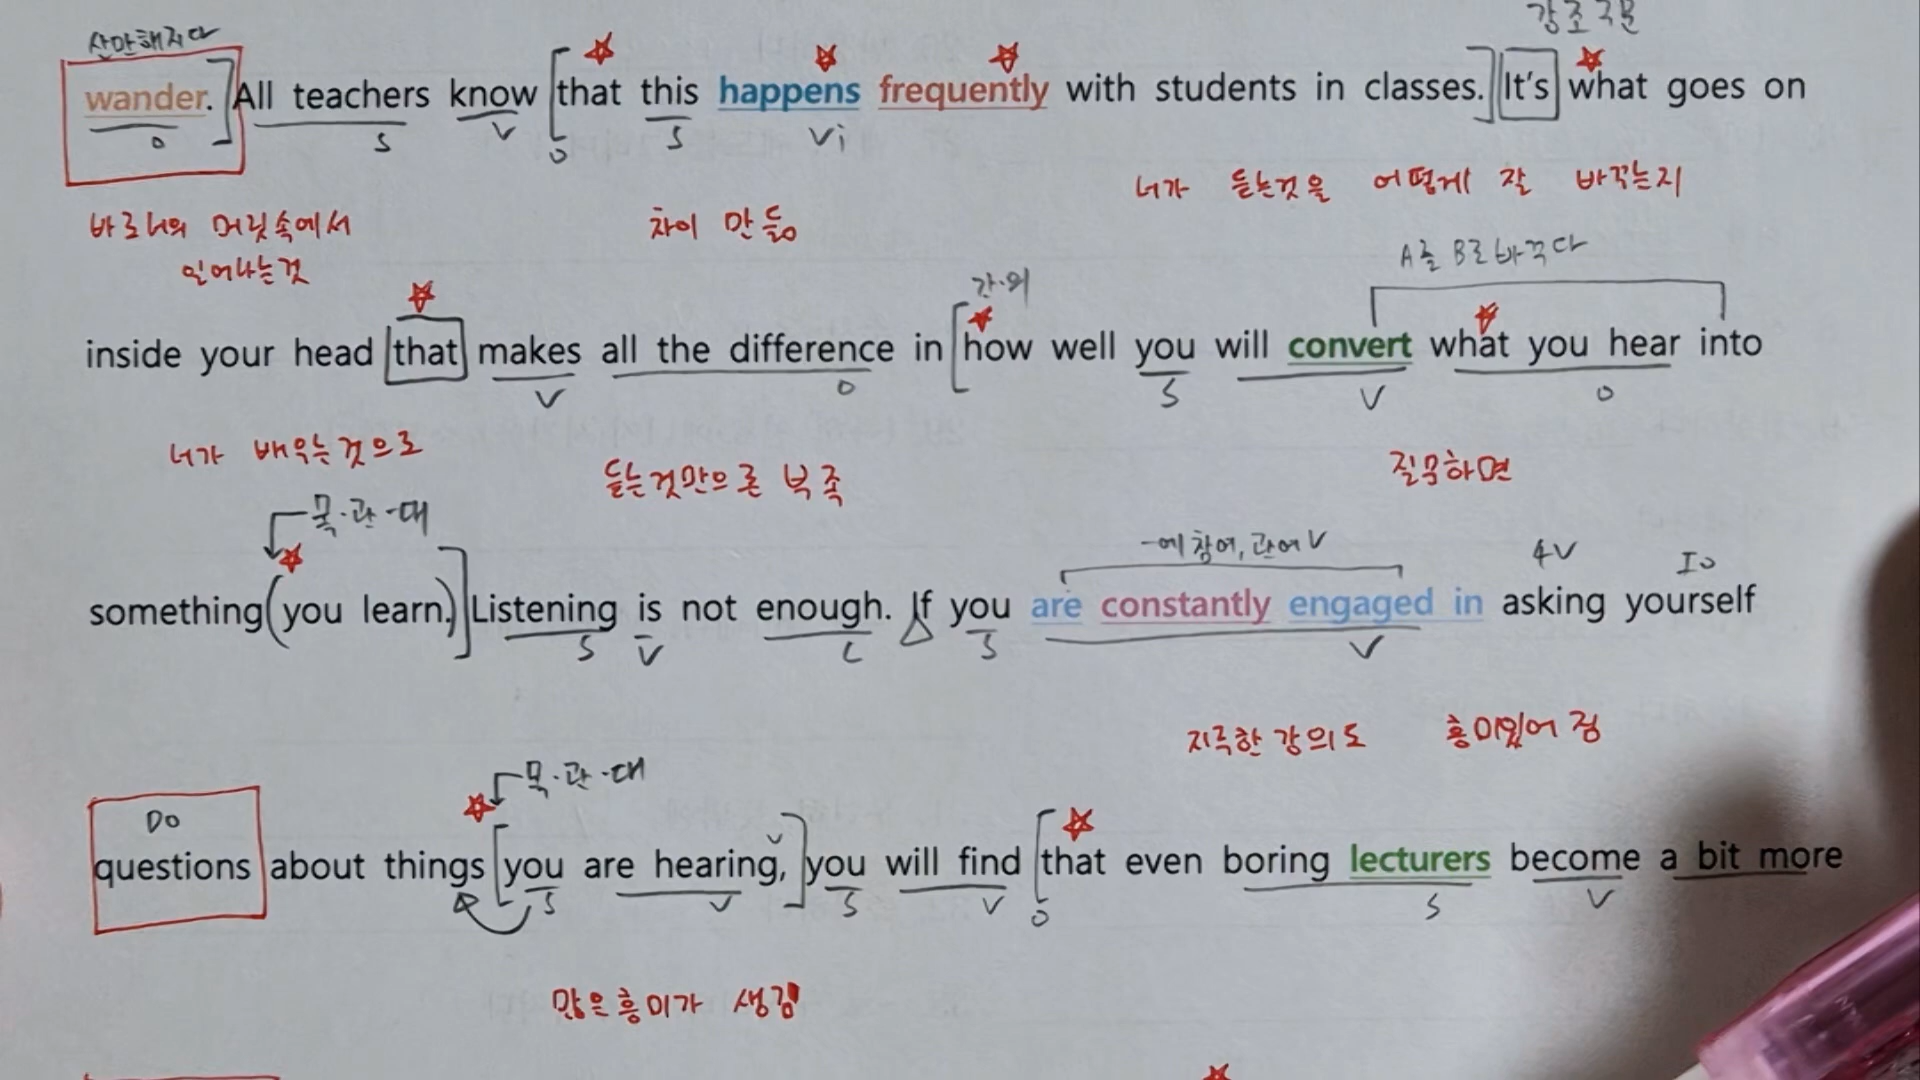 산만해지다 강조구문
wander. All teachers know that this happens frequently with students in classes. It's what goes on
o S V o S Vi
너가 듣는것을 어떻게 잘 바꾸는지
바로너의 머릿속에서 차이 만듦
일어나는것
A를 B로 바꾸다
간·의
inside your head that makes all the difference in how well you will convert what you hear into
V o S V o
너가 배우는것으로 듣는것만으론 부족 질문하면
목·관·대 -에 참여, 관여 V 4V Io
something (you learn.) Listening is not enough. If you are constantly engaged in asking yourself
S V C S V
지루한 강의도 흥미있어 짐
목·관·대
Do
questions about things you are hearing, you will find that even boring lecturers become a bit more
S V S V o S V
많은흥미가 생김